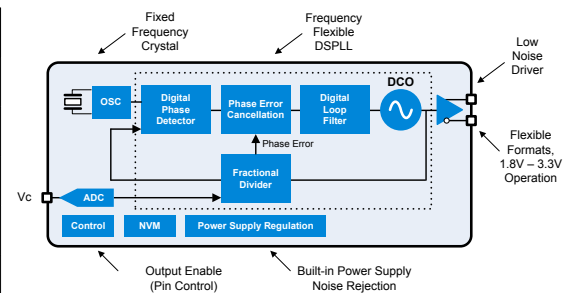 Fixed
Frequency
Crystal
Frequency
Flexible
DSPLL
Low
Noise
Driver
OSC
Digital
Phase
Detector
Phase Error
Cancellation
Digital
Loop
Filter
DCO
Phase Error
Fractional
Divider
Flexible
Formats,
1.8V – 3.3V
Operation
Vc
ADC
Control
NVM
Power Supply Regulation
Output Enable
(Pin Control)
Built-in Power Supply
Noise Rejection